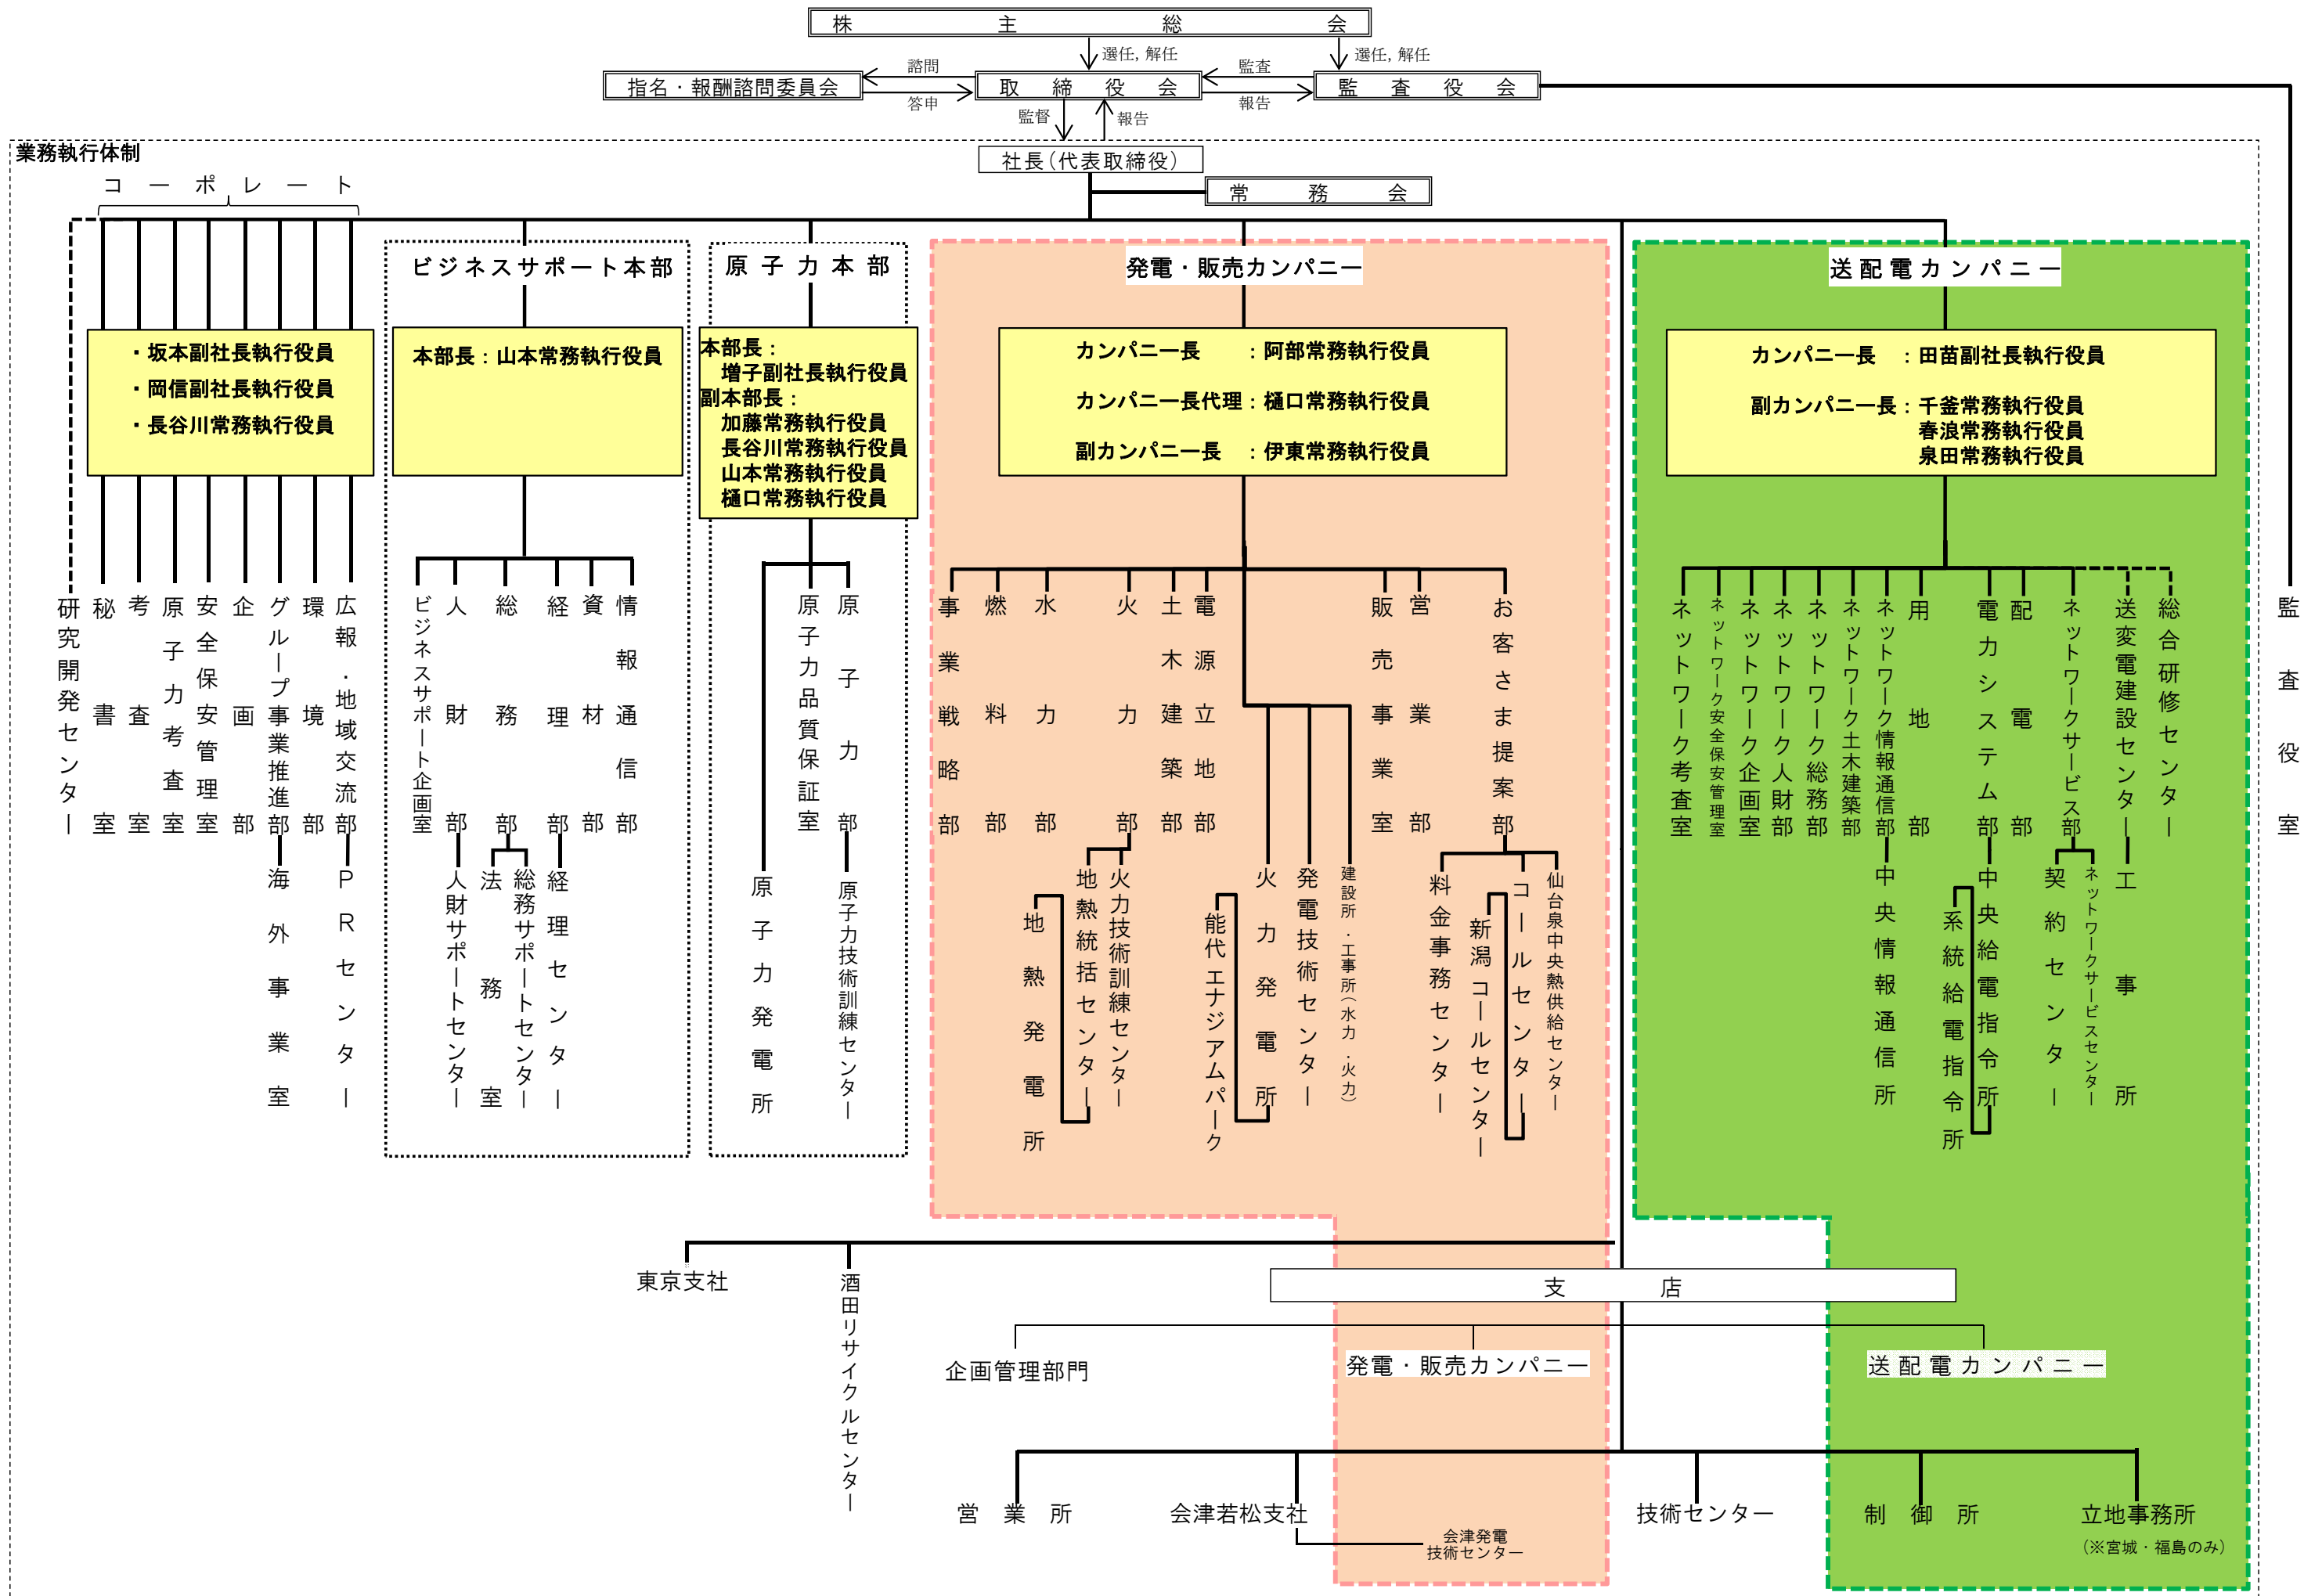 株主総会
選任，解任
選任，解任
指名・報酬諮問委員会
諮問
答申
取締役会
監査
報告
監査役会
監督
報告
業務執行体制
社長（代表取締役）
常務会
コーポレート
ビジネスサポート本部
原子力本部
発電・販売カンパニー
送配電カンパニー
・坂本副社長執行役員
・岡信副社長執行役員
・長谷川常務執行役員
本部長：山本常務執行役員
本部長：
増子副社長執行役員
副本部長：
加藤常務執行役員
長谷川常務執行役員
山本常務執行役員
樋口常務執行役員
カンパニー長　　：阿部常務執行役員
カンパニー長代理：樋口常務執行役員
副カンパニー長　：伊東常務執行役員
カンパニー長　：田苗副社長執行役員
副カンパニー長：千釜常務執行役員
春浪常務執行役員
泉田常務執行役員
研究開発センター
秘書室
考査室
原子力考査室
安全保安管理室
企画部
グループ事業推進部
環境部
広報・地域交流部
海外事業室
ＰＲセンター
ビジネスサポート企画室
人財部
総務部
経理部
資材部
情報通信部
人財サポートセンター
法務室
総務サポートセンター
経理センター
原子力品質保証室
原子力部
原子力発電所
原子力技術訓練センター
事業戦略部
燃料部
水力部
火力部
土木建築部
電源立地部
販売事業室
営業部
お客さま提案部
地熱発電所
地熱統括センター
火力技術訓練センター
能代エナジアムパーク
火力発電所
発電技術センター
建設所・工事所（水力・火力）
料金事務センター
新潟コールセンター
コールセンター
仙台泉中央熱供給センター
ネットワーク考査室
ネットワーク安全保安管理室
ネットワーク企画室
ネットワーク人財部
ネットワーク総務部
ネットワーク土木建築部
ネットワーク情報通信部
用地部
電力システム部
配電部
ネットワークサービス部
送変電建設センター
総合研修センター
中央情報通信所
系統給電指令所
中央給電指令所
契約センター
ネットワークサービスセンター
工事所
監査役室
東京支社
酒田リサイクルセンター
支店
企画管理部門
発電・販売カンパニー
送配電カンパニー
営業所
会津若松支社
会津発電
技術センター
技術センター
制御所
立地事務所
（※宮城・福島のみ）